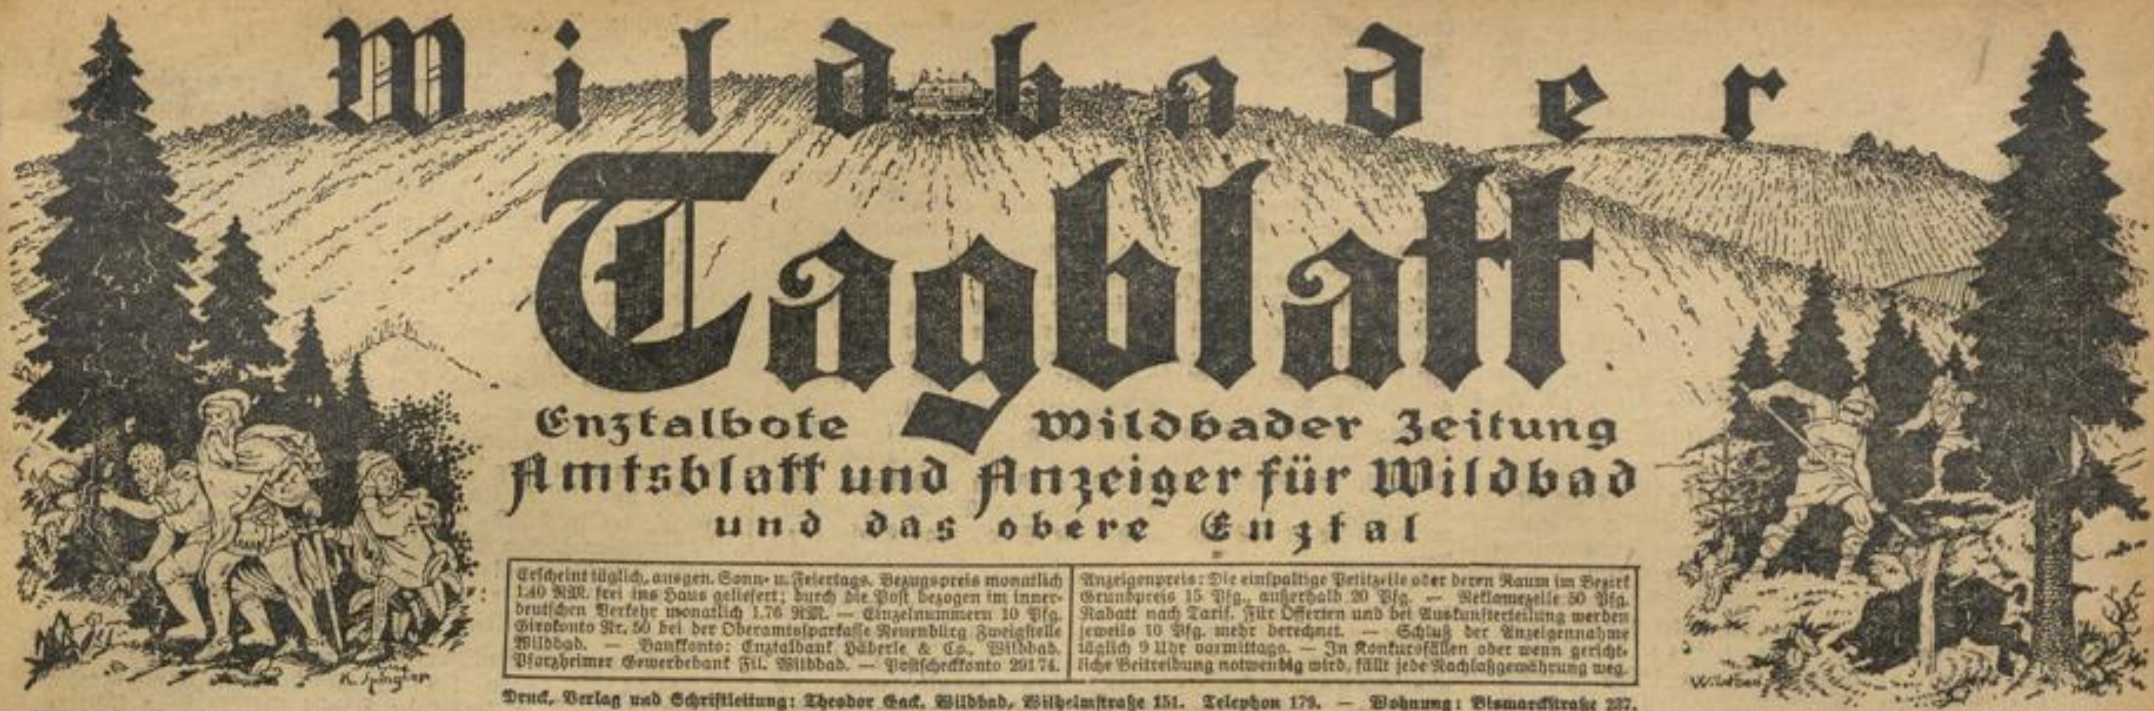 Wildbader
Tagblatt
Enztalbote Wildbader Zeitung
Amtsblatt und Anzeiger für Wildbad
und das obere Enztal
Erscheint täglich, ausgen. Sonn- u. Feiertags. Bezugspreis monatlich
1.40 RM. frei ins Haus geliefert; durch die Post bezogen im inner-
deutschen Verkehr monatlich 1.76 RM. — Einzelnummern 10 Pfg.
Girokonto Nr. 50 bei der Oberamtssparkasse Neuenbürg Zweigstelle
Wildbad. — Bankkonto: Enztalbank Häberle & Co., Wildbad.
Pforzheimer Gewerbebank Fil. Wildbad. — Postscheckkonto 29174.
Anzeigenpreis: Die einspaltige Petitzeile oder deren Raum im Bezirk
Grundpreis 15 Pfg., außerhalb 20 Pfg. — Reklamezeile 50 Pfg.
Rabatt nach Tarif. Für Offerten und bei Auskunfterteilung werden
jeweils 10 Pfg. mehr berechnet. — Schluß der Anzeigennahme
täglich 9 Uhr vormittags. — In Konkursfällen oder wenn gericht-
liche Beitreibung notwendig wird, fällt jede Nachlaßgewährung weg.
K. Spingler
Wildbad
Druck, Verlag und Schriftleitung: Theodor Gack, Wildbad, Wilhelmstraße 151. Telephon 179. — Wohnung: Bismarckstraße 237.